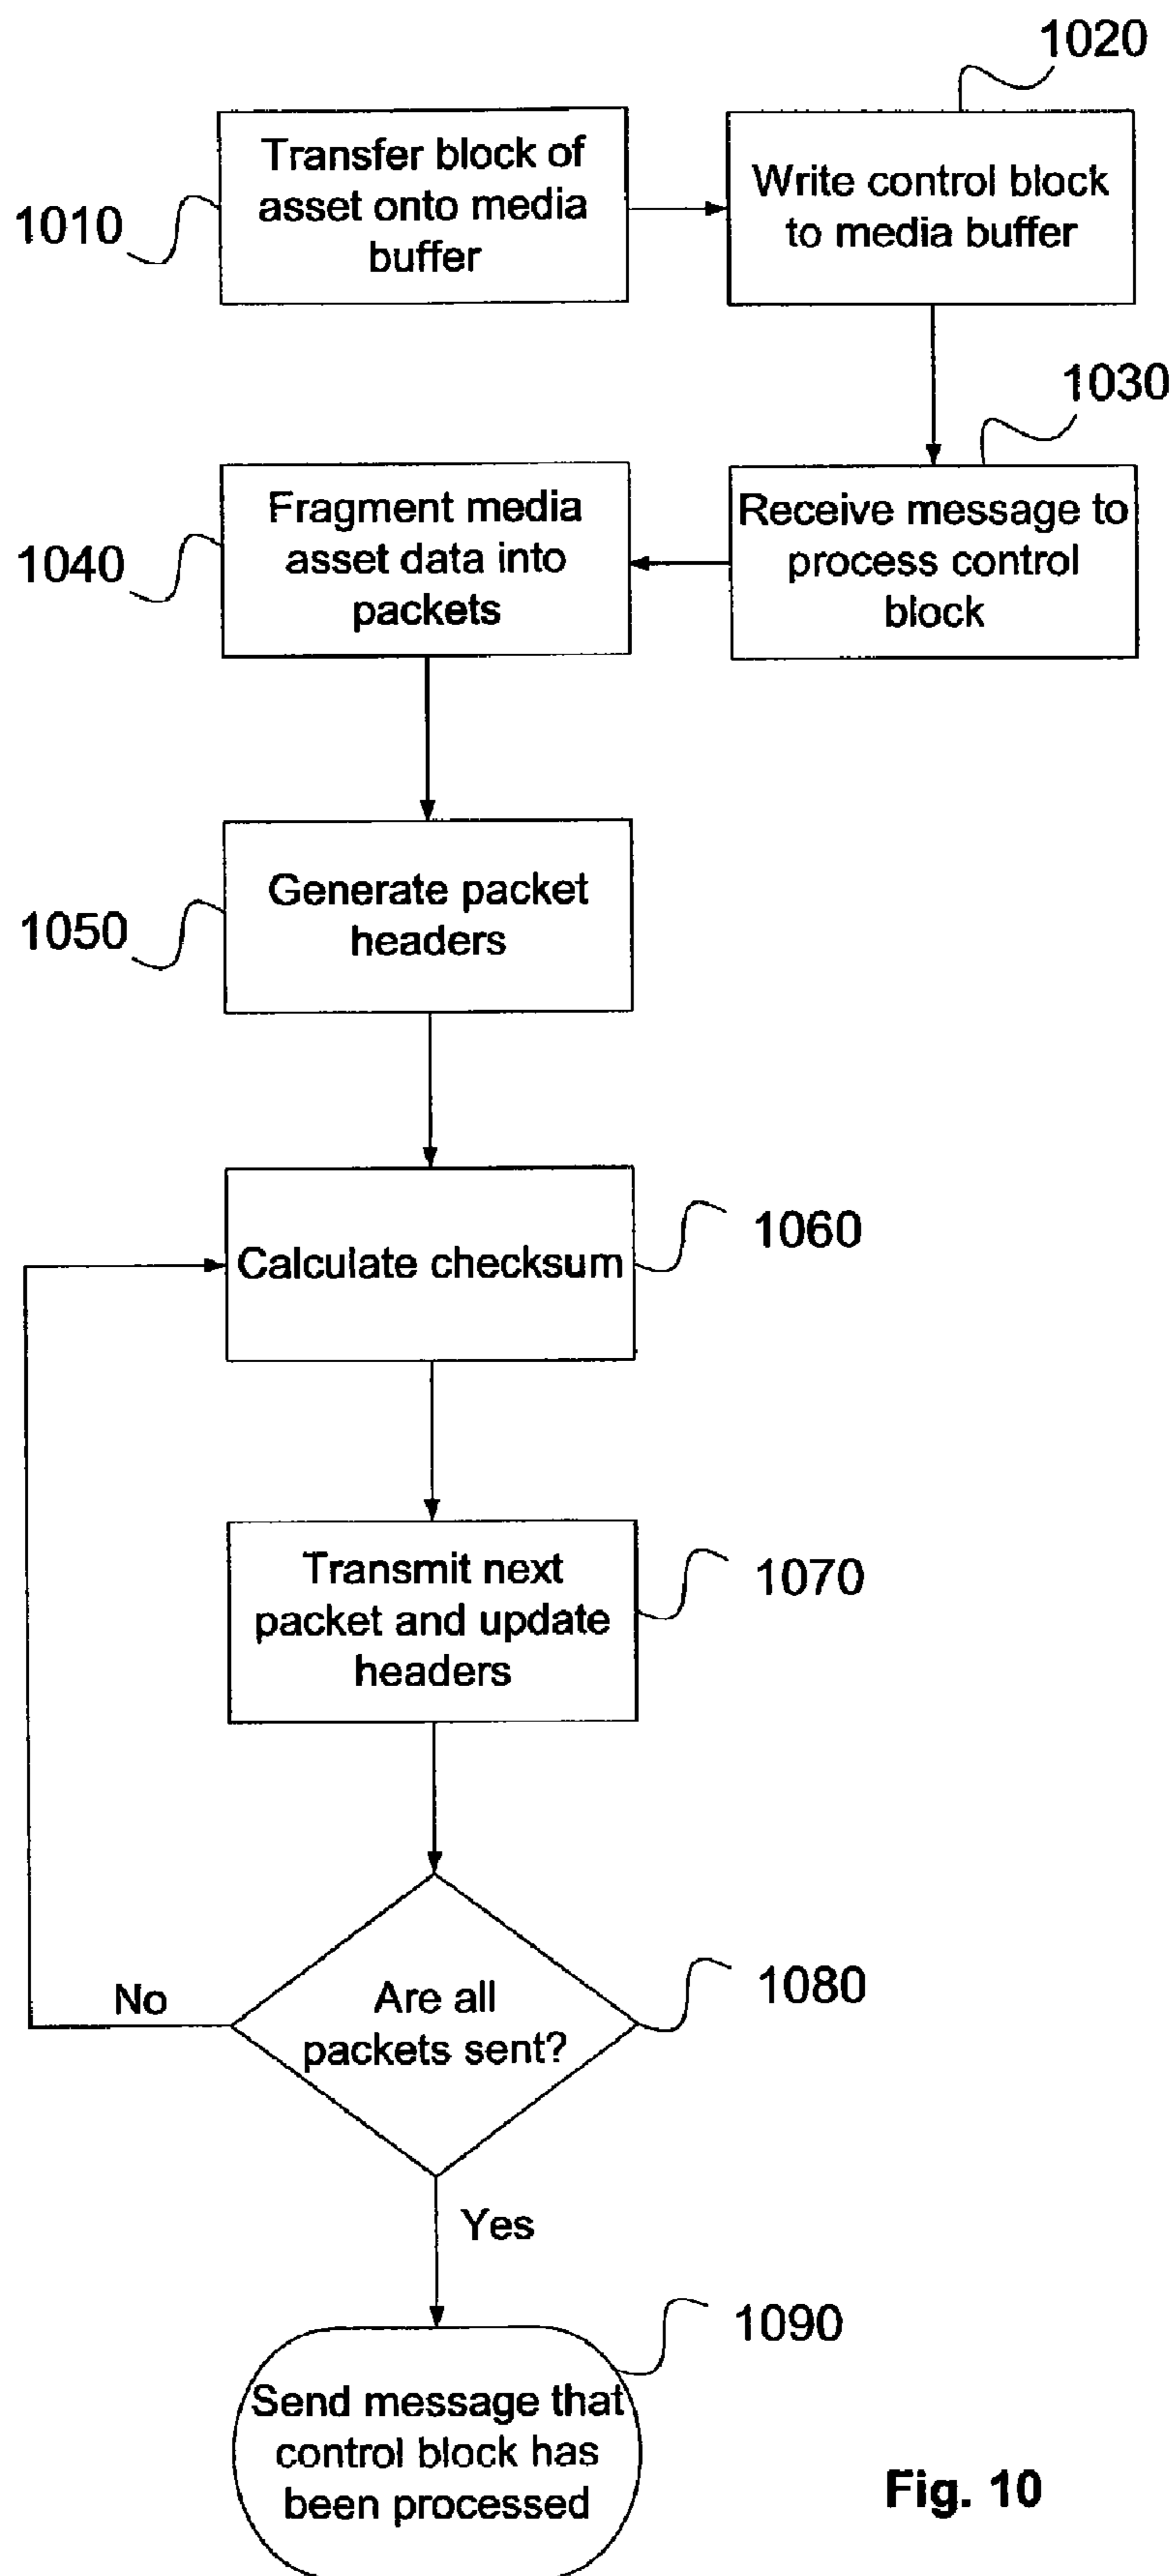 1020
Transfer block of
asset onto media
buffer
Write control block
to media buffer
1010
1030
Fragment media
asset data into
packets
Receive message to
process control
block
1040
Generate packet
headers
1050
Calculate checksum
1060
Transmit next
packet and update
headers
1070
Are all
packets sent?
1080
No
Yes
1090
Send message that
control block has
been processed
Fig. 10